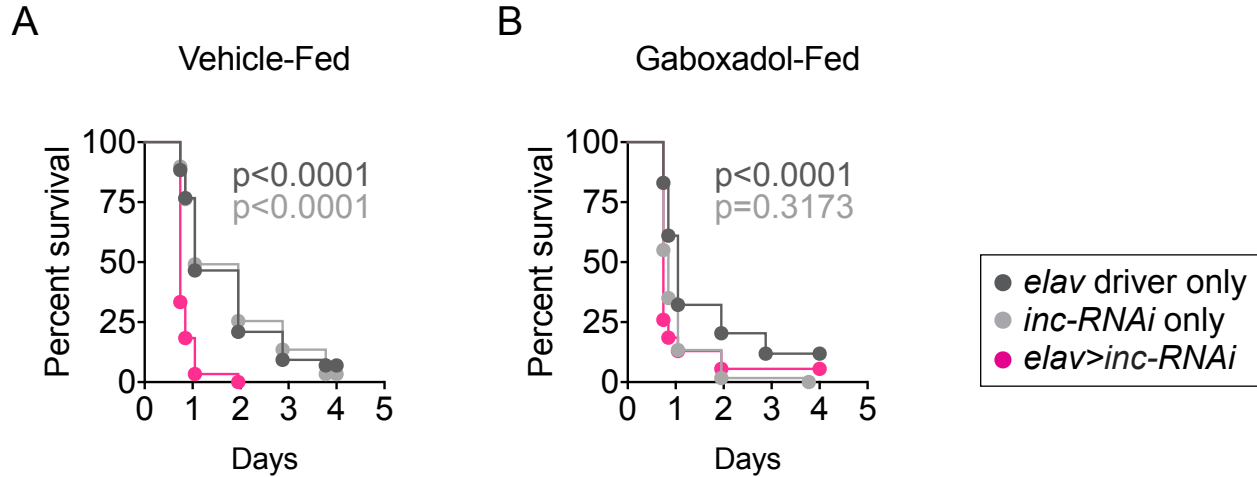 A
Vehicle-Fed
Percent survival
100
75
50
25
0
p<0.0001
p<0.0001
0 1 2 3 4 5
Days
B
Gaboxadol-Fed
Percent survival
100
75
50
25
0
p<0.0001
p=0.3173
0 1 2 3 4 5
Days
elav driver only
inc-RNAi only
elav>inc-RNAi